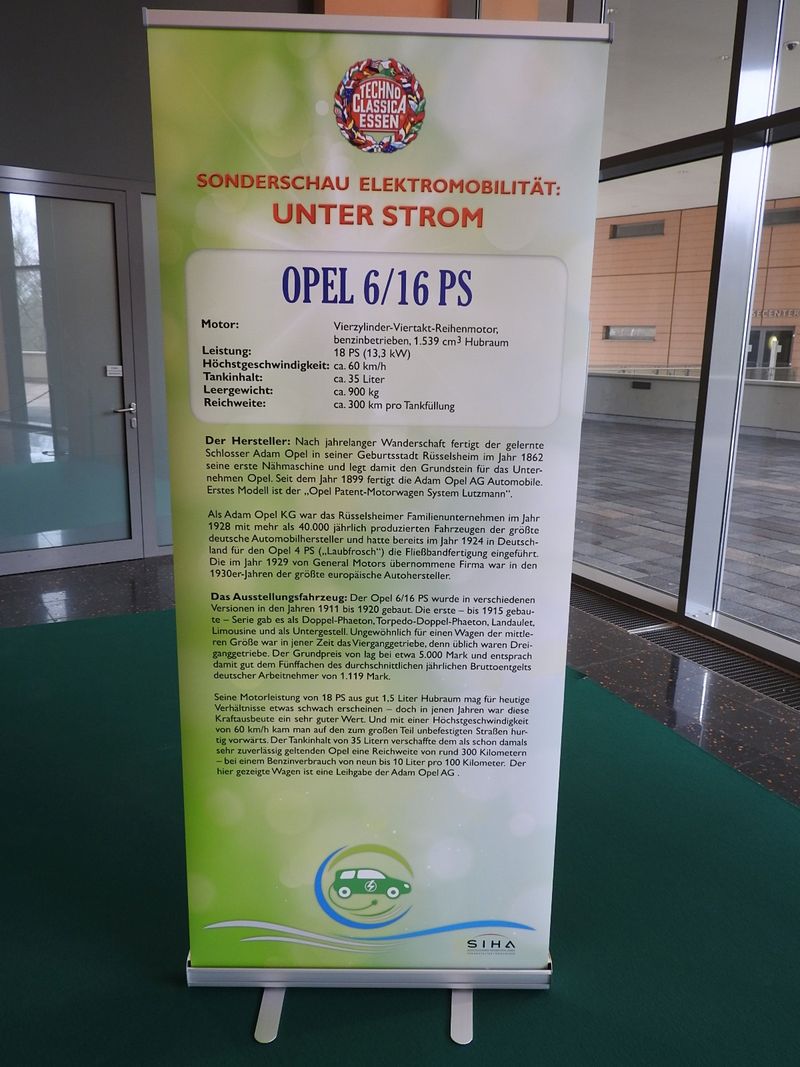 TECHNO
CLASSICA
ESSEN
SONDERSCHAU ELEKTROMOBILITÄT:
UNTER STROM
OPEL 6/16 PS
Motor: Vierzylinder-Viertakt-Reihenmotor,
benzinbetrieben, 1.539 cm³ Hubraum
Leistung: 18 PS (13,3 kW)
Höchstgeschwindigkeit: ca. 60 km/h
Tankinhalt: ca. 35 Liter
Leergewicht: ca. 900 kg
Reichweite: ca. 300 km pro Tankfüllung
Der Hersteller: Nach jahrelanger Wanderschaft fertigt der gelernte
Schlosser Adam Opel in seiner Geburtsstadt Rüsselsheim im Jahr 1862
seine erste Nähmaschine und legt damit den Grundstein für das Unter-
nehmen Opel. Seit dem Jahr 1899 fertigt die Adam Opel AG Automobile.
Erstes Modell ist der „Opel Patent-Motorwagen System Lutzmann“.
Als Adam Opel KG war das Rüsselsheimer Familienunternehmen im Jahr
1928 mit mehr als 40.000 jährlich produzierten Fahrzeugen der größte
deutsche Automobilhersteller und hatte bereits im Jahr 1924 in Deutsch-
land für den Opel 4 PS („Laubfrosch“) die Fließbandfertigung eingeführt.
Die im Jahr 1929 von General Motors übernommene Firma war in den
1930er-Jahren der größte europäische Autohersteller.
Das Ausstellungsfahrzeug: Der Opel 6/16 PS wurde in verschiedenen
Versionen in den Jahren 1911 bis 1920 gebaut. Die erste – bis 1915 gebau-
te – Serie gab es als Doppel-Phaeton, Torpedo-Doppel-Phaeton, Landaulet,
Limousine und als Untergestell. Ungewöhnlich für einen Wagen der mittle-
ren Größe war in jener Zeit das Vierganggetriebe, denn üblich waren Drei-
ganggetriebe. Der Grundpreis von lag bei etwa 5.000 Mark und entsprach
damit gut dem Fünffachen des durchschnittlichen jährlichen Bruttoentgelts
deutscher Arbeitnehmer von 1.119 Mark.
Seine Motorleistung von 18 PS aus gut 1,5 Liter Hubraum mag für heutige
Verhältnisse etwas schwach erscheinen – doch in jenen Jahren war diese
Kraftausbeute ein sehr guter Wert. Und mit einer Höchstgeschwindigkeit
von 60 km/h kam man auf den zum großen Teil unbefestigten Straßen hur-
tig vorwärts. Der Tankinhalt von 35 Litern verschaffte dem als schon damals
sehr zuverlässig geltenden Opel eine Reichweite von rund 300 Kilometern
– bei einem Benzinverbrauch von neun bis 10 Liter pro 100 Kilometer. Der
hier gezeigte Wagen ist eine Leihgabe der Adam Opel AG .
SIHA